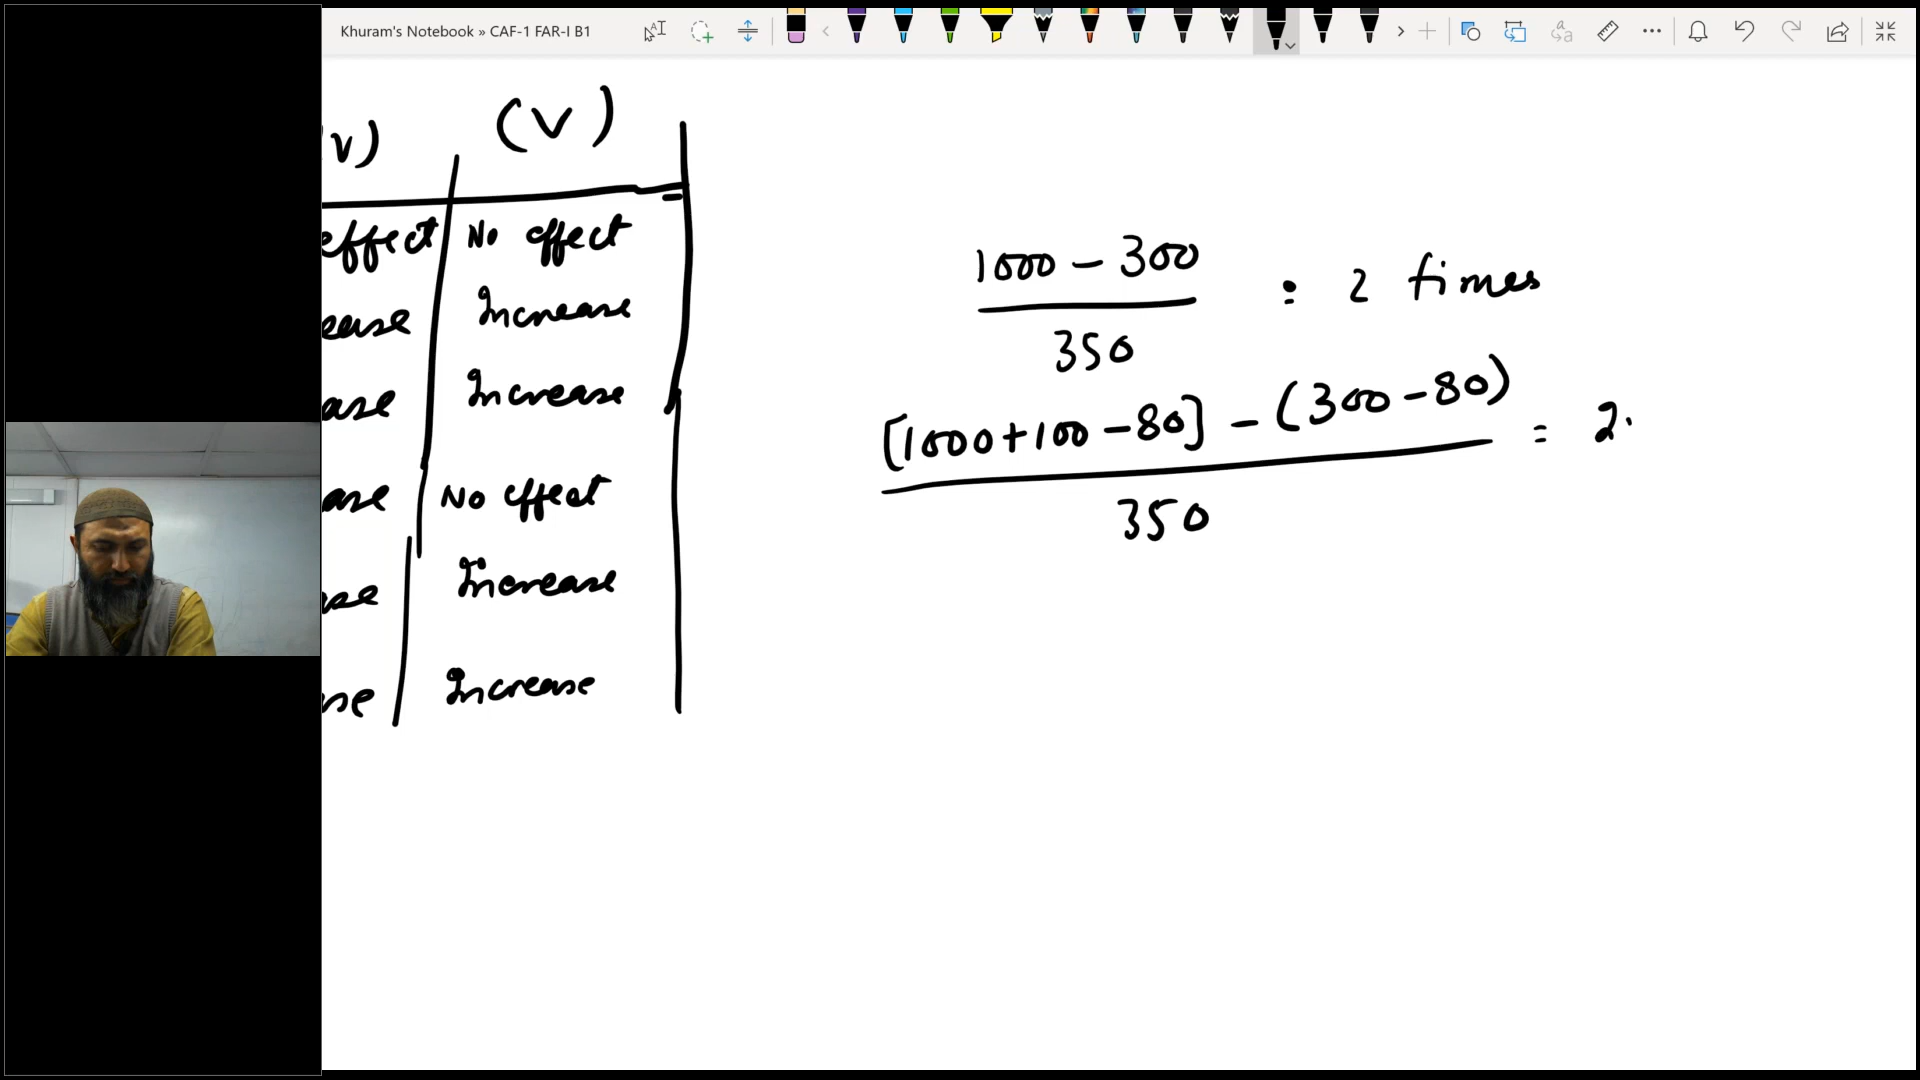 Khuram's Notebook » CAF-1 FAR-I B1
V) (V)
effect No effect
ease Increase
ase Increase
ase No effect
se Increase
se Increase
1000 - 300
350
= 2 times
[1000+100-80] - (300-80) = 2.
350